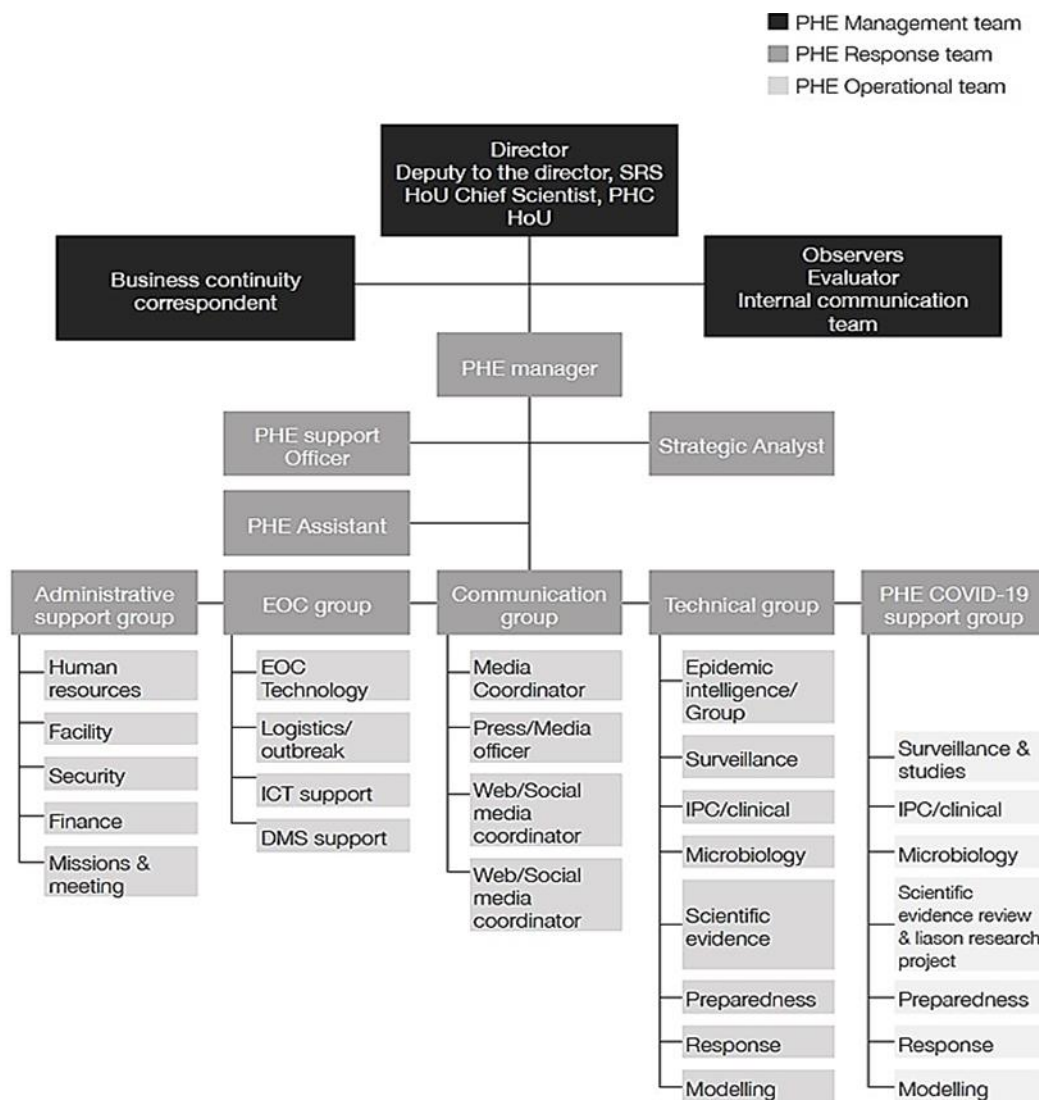 PHE Management team
PHE Response team
PHE Operational team
Director
Deputy to the director, SRS
HoU Chief Scientist, PHC
HoU
Business continuity
correspondent
Observers
Evaluator
Internal communication
team
PHE manager
PHE support
Officer
Strategic Analyst
PHE Assistant
Administrative
support group
EOC group
Communication
group
Technical group
PHE COVID-19
support group
Human
resources
Facility
Security
Finance
Missions &
meeting
EOC
Technology
Logistics/
outbreak
ICT support
DMS support
Media
Coordinator
Press/Media
officer
Web/Social
media
coordinator
Web/Social
media
coordinator
Epidemic
intelligence/
Group
Surveillance
IPC/clinical
Microbiology
Scientific
evidence
Preparedness
Response
Modelling
Surveillance &
studies
IPC/clinical
Microbiology
Scientific
evidence review
& liason research
project
Preparedness
Response
Modelling